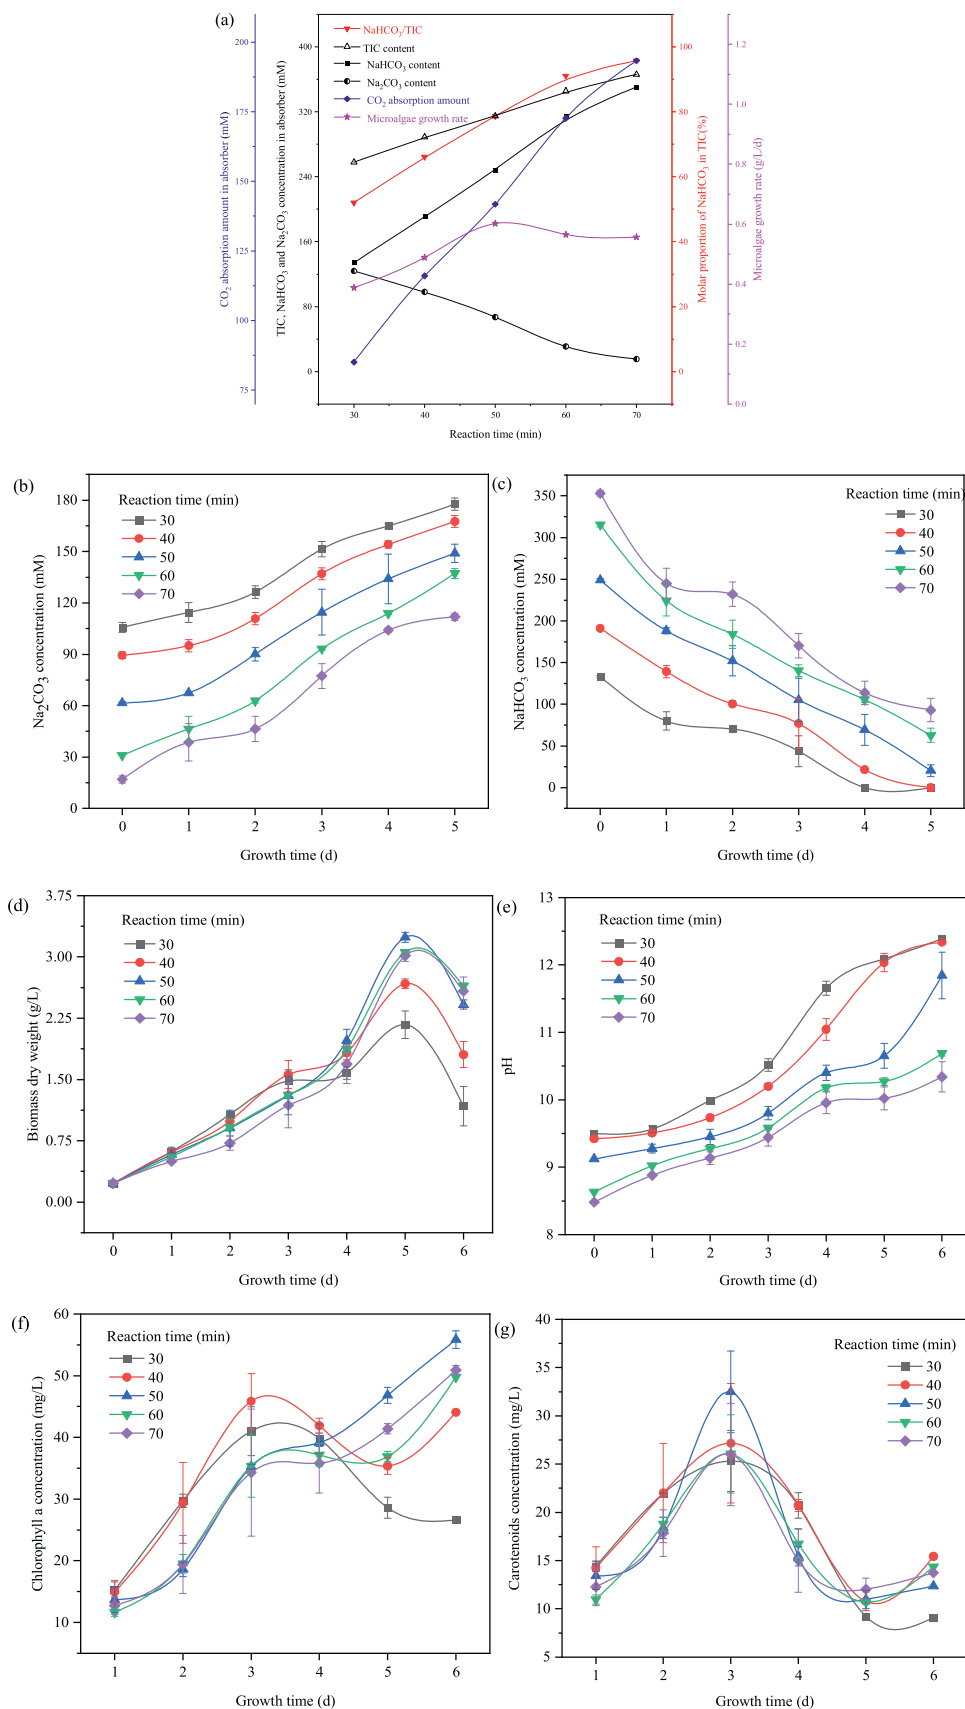 (a)
NaHCO3/TIC
TIC content
NaHCO3 content
Na2CO3 content
CO2 absorption amount
Microalgae growth rate
200
175
150
125
100
75
CO2 absorption amount in absorber (mM)
400
320
240
160
80
0
TIC, NaHCO3 and Na2CO3 concentration in absorber (mM)
100
80
60
40
20
0
Molar proportion of NaHCO3 in TIC(%)
1.2
1.0
0.8
0.6
0.4
0.2
0.0
Microalgae growth rate (g/L/d)
30 40 50 60 70
Reaction time (min)
(b)
Reaction time (min)
30
40
50
60
70
180
150
120
90
60
30
0
Na2CO3 concentration (mM)
0 1 2 3 4 5
Growth time (d)
(c)
Reaction time (min)
30
40
50
60
70
350
300
250
200
150
100
50
0
NaHCO3 concentration (mM)
0 1 2 3 4 5
Growth time (d)
(d)
Reaction time (min)
30
40
50
60
70
3.75
3.00
2.25
1.50
0.75
0.00
Biomass dry weight (g/L)
0 1 2 3 4 5 6
Growth time (d)
(e)
Reaction time (min)
30
40
50
60
70
13
12
11
10
9
8
pH
0 1 2 3 4 5 6
Growth time (d)
(f)
Reaction time (min)
30
40
50
60
70
60
50
40
30
20
10
Chlorophyll a concentration (mg/L)
1 2 3 4 5 6
Growth time (d)
(g)
Reaction time (min)
30
40
50
60
70
40
35
30
25
20
15
10
5
Carotenoids concentration (mg/L)
1 2 3 4 5 6
Growth time (d)